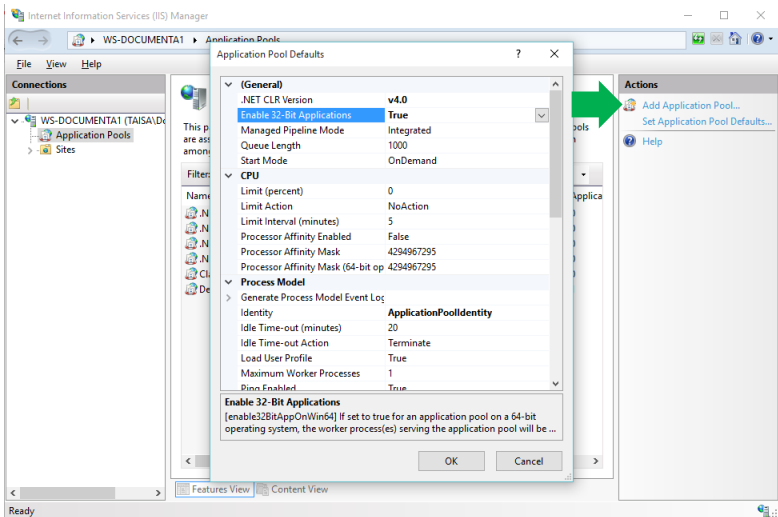 Internet Information Services (IIS) Manager
WS-DOCUMENTA1 Application Pools
File View Help
Connections
WS-DOCUMENTA1 (TAISA\Do
Application Pools
Sites
This p
are ass
among
Filter:
Name
.N
.N
.N
.N
Cl
De
Application Pool Defaults
(General)
.NET CLR Version v4.0
Enable 32-Bit Applications True
Managed Pipeline Mode Integrated
Queue Length 1000
Start Mode OnDemand
CPU
Limit (percent) 0
Limit Action NoAction
Limit Interval (minutes) 5
Processor Affinity Enabled False
Processor Affinity Mask 4294967295
Processor Affinity Mask (64-bit op 4294967295
Process Model
Generate Process Model Event Log
Identity ApplicationPoolIdentity
Idle Time-out (minutes) 20
Idle Time-out Action Terminate
Load User Profile True
Maximum Worker Processes 1
Ping Enabled True
Enable 32-Bit Applications
[enable32BitAppOnWin64] If set to true for an application pool on a 64-bit
operating system, the worker process(es) serving the application pool will be ...
OK Cancel
ools
Applica
Actions
Add Application Pool...
Set Application Pool Defaults...
Help
Features View Content View
Ready